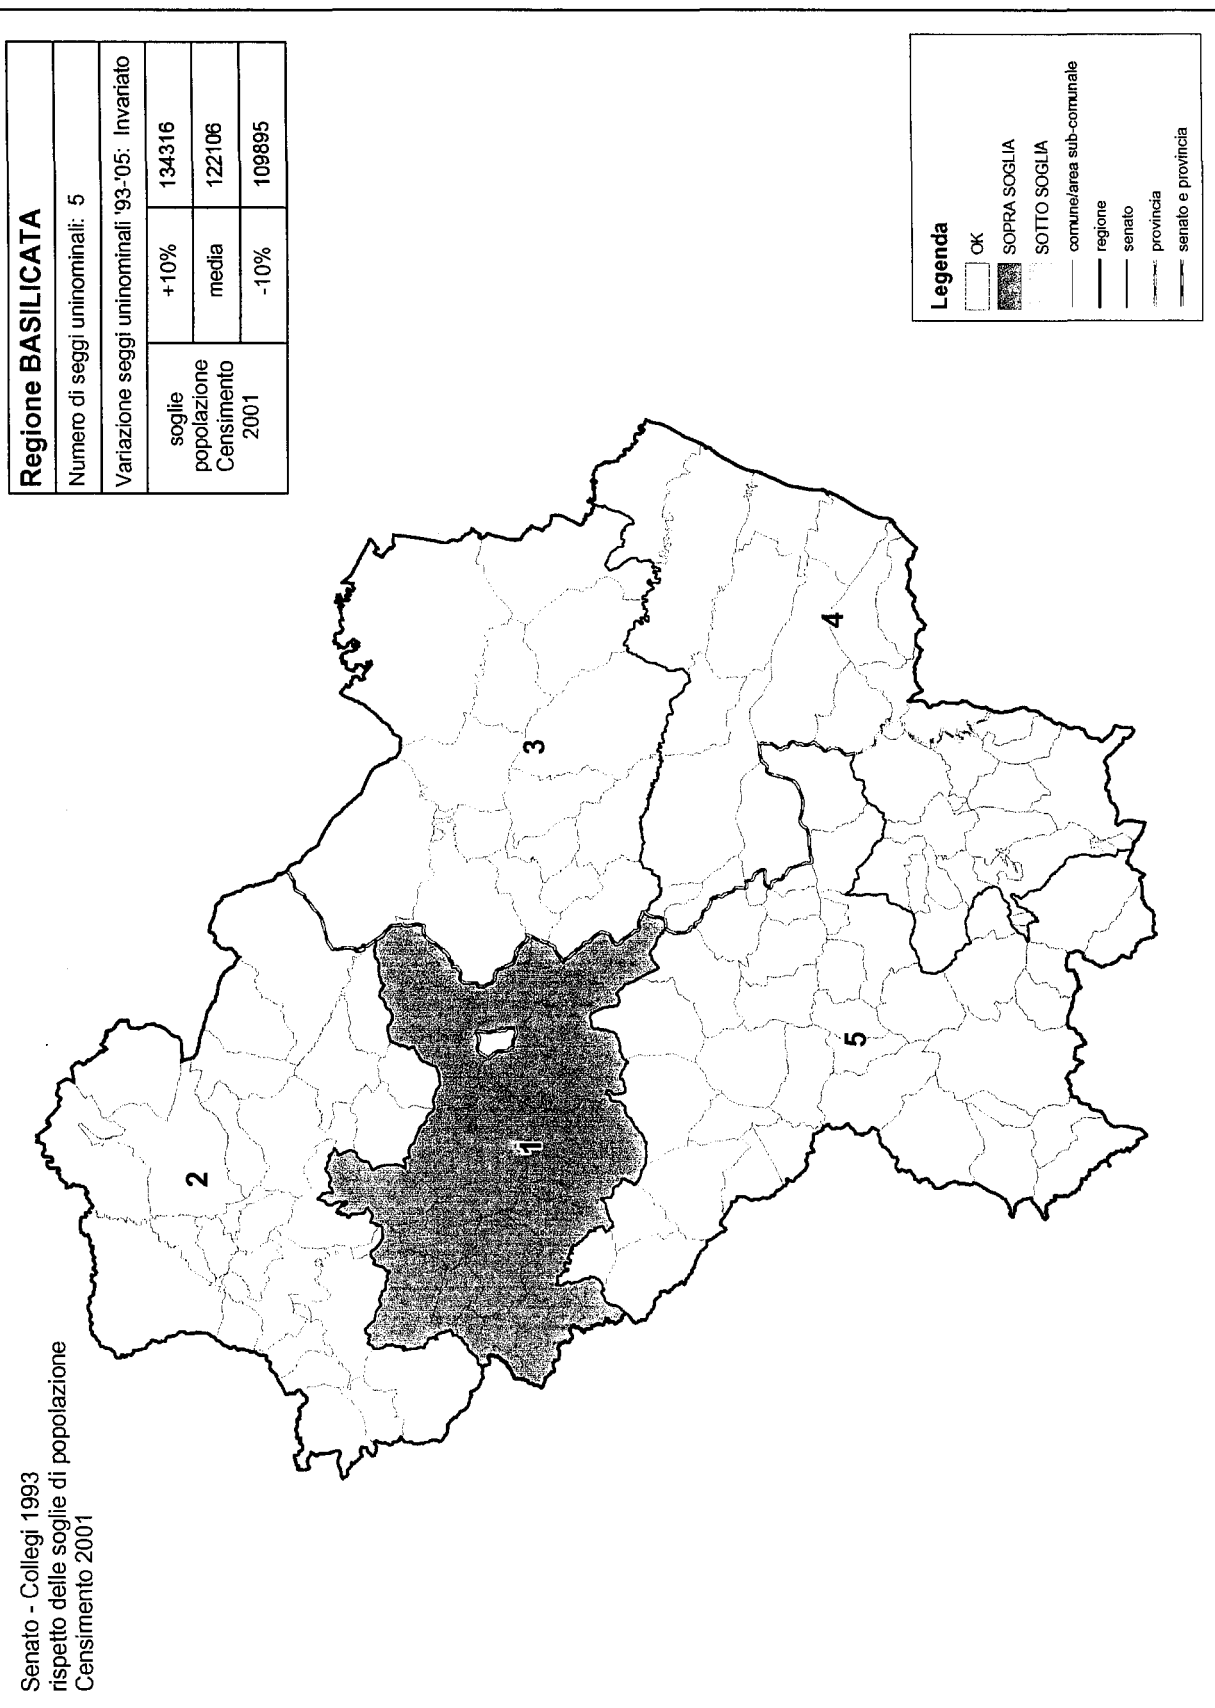 Senato - Collegi 1993
rispetto delle soglie di popolazione
Censimento 2001
Regione BASILICATA
Numero di seggi uninominali: 5
Variazione seggi uninominali '93-'05: Invariato
soglie
popolazione
Censimento
2001
+10% 134316
media 122106
-10% 109895
2
1
3
5
4
Legenda
OK
SOPRA SOGLIA
SOTTO SOGLIA
comune/area sub-comunale
regione
senato
provincia
senato e provincia